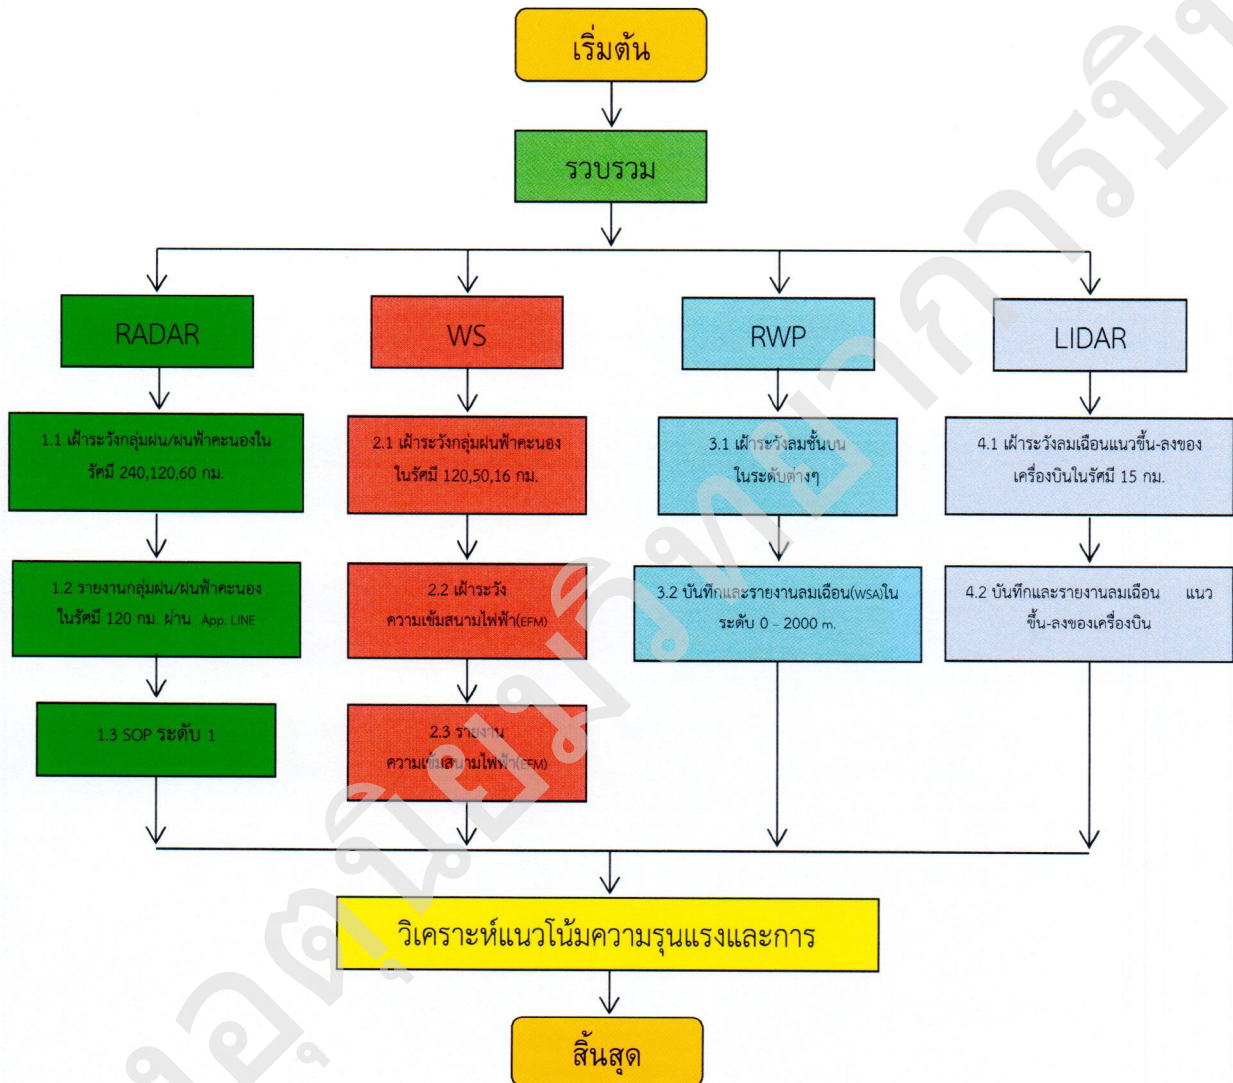 เริ่มต้น
รวบรวม
RADAR
WS
RWP
LIDAR
1.1 เฝ้าระวังกลุ่มฝน/ฝนฟ้าคะนองใน
รัศมี 240,120,60 กม.
2.1 เฝ้าระวังกลุ่มฝนฟ้าคะนอง
ในรัศมี 120,50,16 กม.
3.1 เฝ้าระวังลมชั้นบน
ในระดับต่างๆ
4.1 เฝ้าระวังลมเฉือนแนวขึ้น-ลงของ
เครื่องบินในรัศมี 15 กม.
1.2 รายงานกลุ่มฝน/ฝนฟ้าคะนอง
ในรัศมี 120 กม. ผ่าน App. LINE
2.2 เฝ้าระวัง
ความเข้มสนามไฟฟ้า(EFM)
3.2 บันทึกและรายงานลมเฉือน(WSA)ใน
ระดับ 0 - 2000 m.
4.2 บันทึกและรายงานลมเฉือน แนว
ขึ้น-ลงของเครื่องบิน
1.3 SOP ระดับ 1
2.3 รายงาน
ความเข้มสนามไฟฟ้า(EFM)
วิเคราะห์แนวโน้มความรุนแรงและการ
สิ้นสุด
อุตุนิยมวิทยาการบิน